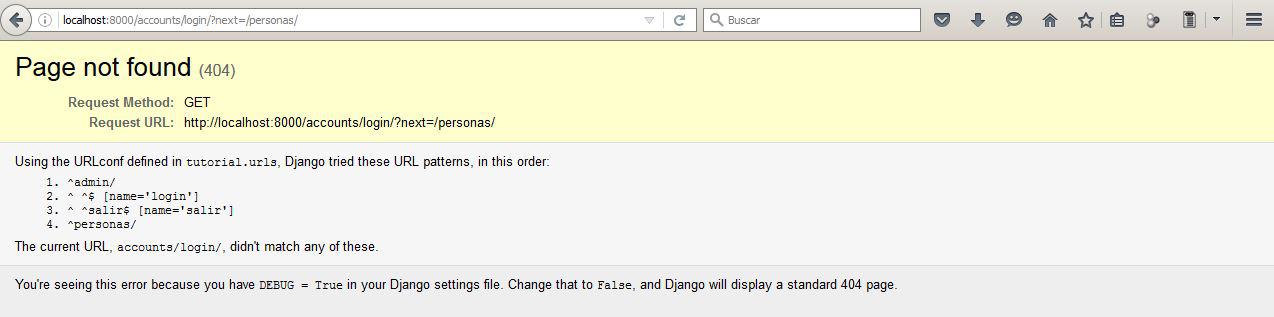 localhost:8000/accounts/login/?next=/personas/
Buscar
Page not found (404)
Request Method: GET
Request URL: http://localhost:8000/accounts/login/?next=/personas/
Using the URLconf defined in tutorial.urls, Django tried these URL patterns, in this order:
1. ^admin/
2. ^ ^$ [name='login']
3. ^ ^salir$ [name='salir']
4. ^personas/
The current URL, accounts/login/, didn't match any of these.
You're seeing this error because you have DEBUG = True in your Django settings file. Change that to False, and Django will display a standard 404 page.